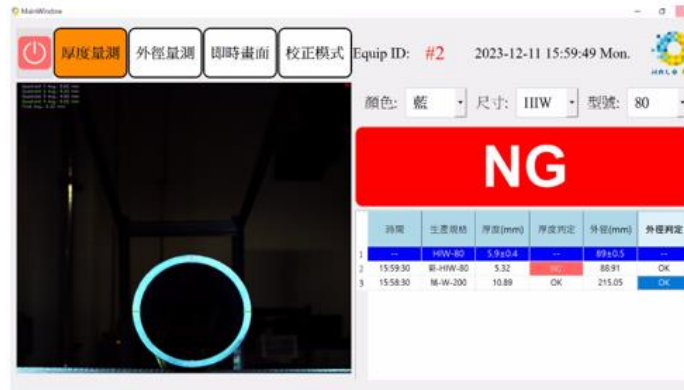 MainWindow
厚度量測 外徑量測 即時畫面 校正模式 Equip ID: #2 2023-12-11 15:59:49 Mon.
顏色: 藍 尺寸: HIW 型號: 80
NG
時間 生產規格 厚度(mm) 厚度判定 外徑(mm) 外徑判定
1 -- HIW-80 5.9±0.4 -- 89±0.5 --
2 15:59:30 藍-HIW-80 5.32 NG 88.91 OK
3 15:58:30 橘-W-200 10.89 OK 215.05 OK